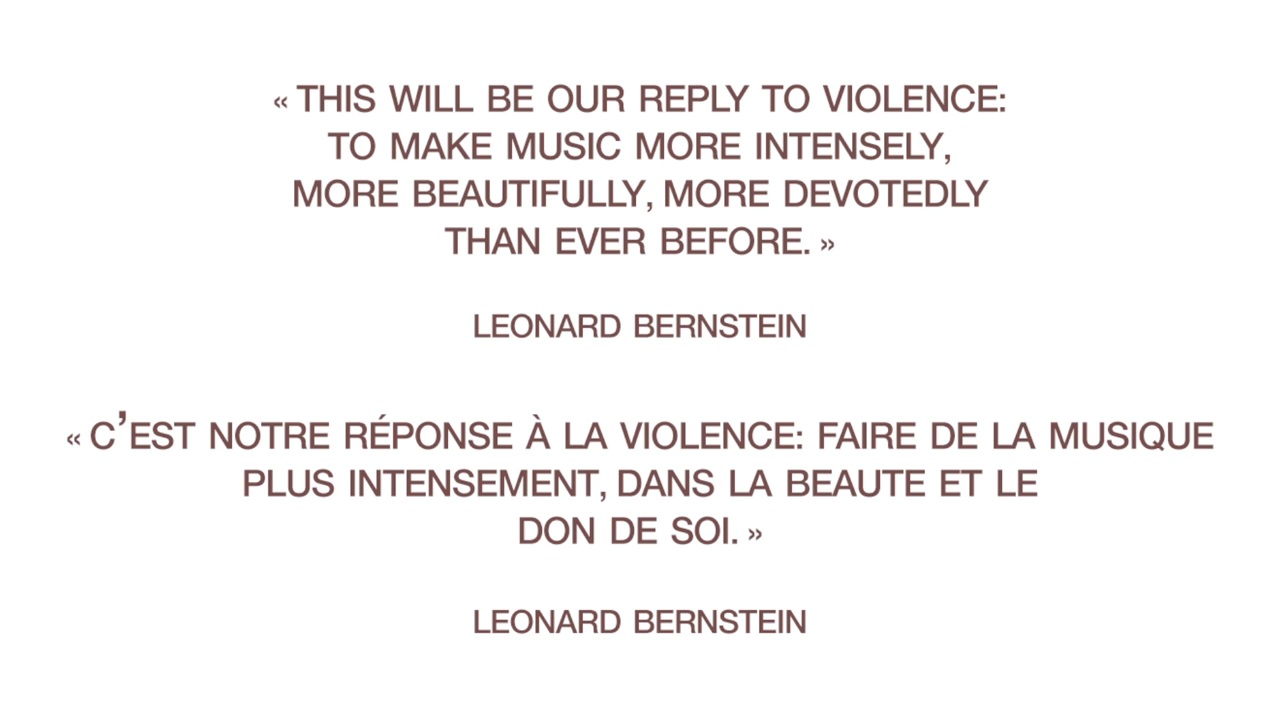 « THIS WILL BE OUR REPLY TO VIOLENCE:
TO MAKE MUSIC MORE INTENSELY,
MORE BEAUTIFULLY, MORE DEVOTEDLY
THAN EVER BEFORE. »
LEONARD BERNSTEIN
« C’EST NOTRE RÉPONSE À LA VIOLENCE: FAIRE DE LA MUSIQUE
PLUS INTENSEMENT, DANS LA BEAUTE ET LE
DON DE SOI. »
LEONARD BERNSTEIN